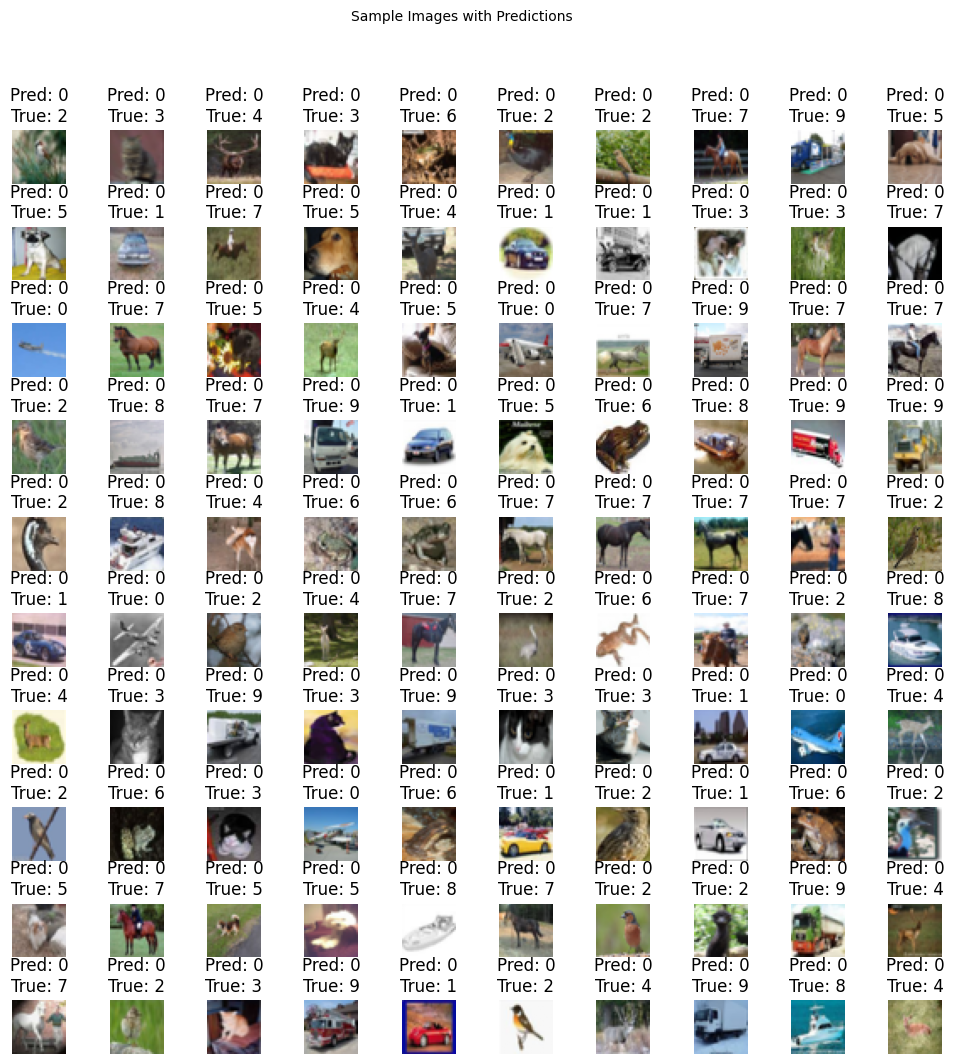 Sample Images with Predictions
Pred: 0 Pred: 0 Pred: 0 Pred: 0 Pred: 0 Pred: 0 Pred: 0 Pred: 0 Pred: 0 Pred: 0
True: 2 True: 3 True: 4 True: 3 True: 6 True: 2 True: 2 True: 7 True: 9 True: 5
Pred: 0 Pred: 0 Pred: 0 Pred: 0 Pred: 0 Pred: 0 Pred: 0 Pred: 0 Pred: 0 Pred: 0
True: 5 True: 1 True: 7 True: 5 True: 4 True: 1 True: 1 True: 3 True: 3 True: 7
Pred: 0 Pred: 0 Pred: 0 Pred: 0 Pred: 0 Pred: 0 Pred: 0 Pred: 0 Pred: 0 Pred: 0
True: 0 True: 7 True: 5 True: 4 True: 5 True: 0 True: 7 True: 9 True: 7 True: 7
Pred: 0 Pred: 0 Pred: 0 Pred: 0 Pred: 0 Pred: 0 Pred: 0 Pred: 0 Pred: 0 Pred: 0
True: 2 True: 8 True: 7 True: 9 True: 1 True: 5 True: 6 True: 8 True: 9 True: 9
Maltese
Pred: 0 Pred: 0 Pred: 0 Pred: 0 Pred: 0 Pred: 0 Pred: 0 Pred: 0 Pred: 0 Pred: 0
True: 2 True: 8 True: 4 True: 6 True: 6 True: 7 True: 7 True: 7 True: 7 True: 2
Pred: 0 Pred: 0 Pred: 0 Pred: 0 Pred: 0 Pred: 0 Pred: 0 Pred: 0 Pred: 0 Pred: 0
True: 1 True: 0 True: 2 True: 4 True: 7 True: 2 True: 6 True: 7 True: 2 True: 8
Pred: 0 Pred: 0 Pred: 0 Pred: 0 Pred: 0 Pred: 0 Pred: 0 Pred: 0 Pred: 0 Pred: 0
True: 4 True: 3 True: 9 True: 3 True: 9 True: 3 True: 3 True: 1 True: 0 True: 4
Pred: 0 Pred: 0 Pred: 0 Pred: 0 Pred: 0 Pred: 0 Pred: 0 Pred: 0 Pred: 0 Pred: 0
True: 2 True: 6 True: 3 True: 0 True: 6 True: 1 True: 2 True: 1 True: 6 True: 2
Pred: 0 Pred: 0 Pred: 0 Pred: 0 Pred: 0 Pred: 0 Pred: 0 Pred: 0 Pred: 0 Pred: 0
True: 5 True: 7 True: 5 True: 5 True: 8 True: 7 True: 2 True: 2 True: 9 True: 4
Pred: 0 Pred: 0 Pred: 0 Pred: 0 Pred: 0 Pred: 0 Pred: 0 Pred: 0 Pred: 0 Pred: 0
True: 7 True: 2 True: 3 True: 9 True: 1 True: 2 True: 4 True: 9 True: 8 True: 4